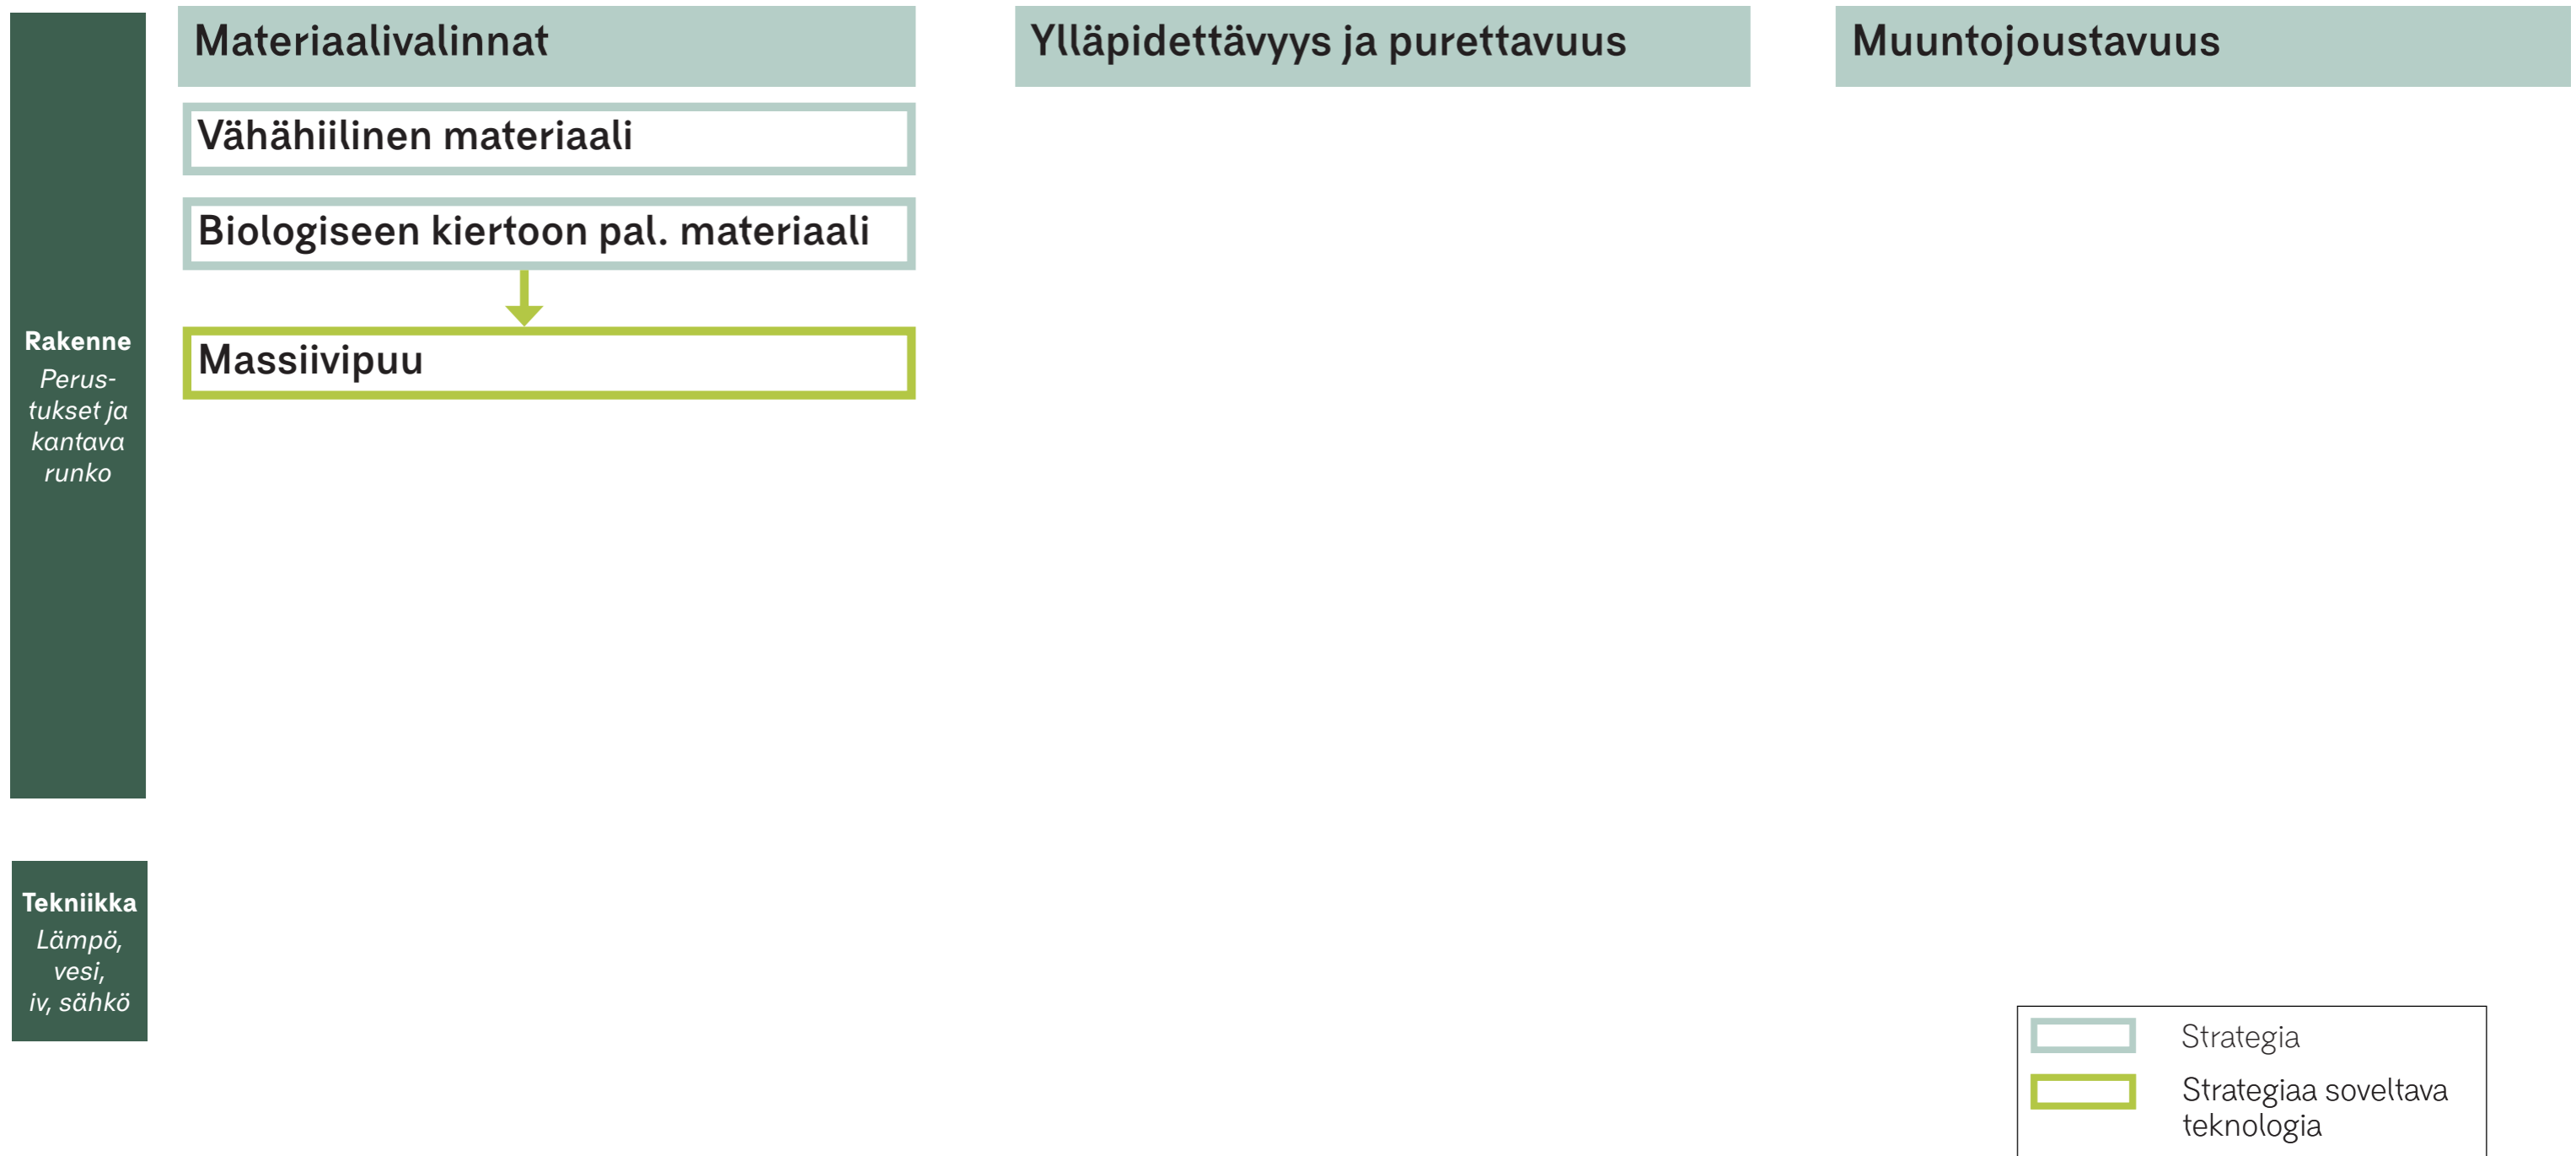 Materiaalivalinnat
Ylläpidettävyys ja purettavuus
Muuntojoustavuus
Vähähiilinen materiaali
Biologiseen kiertoon pal. materiaali
Massiivipuu
Rakenne
Perus-
tukset ja
kantava
runko
Tekniikka
Lämpö,
vesi,
iv, sähkö
Strategia
Strategiaa soveltava
teknologia